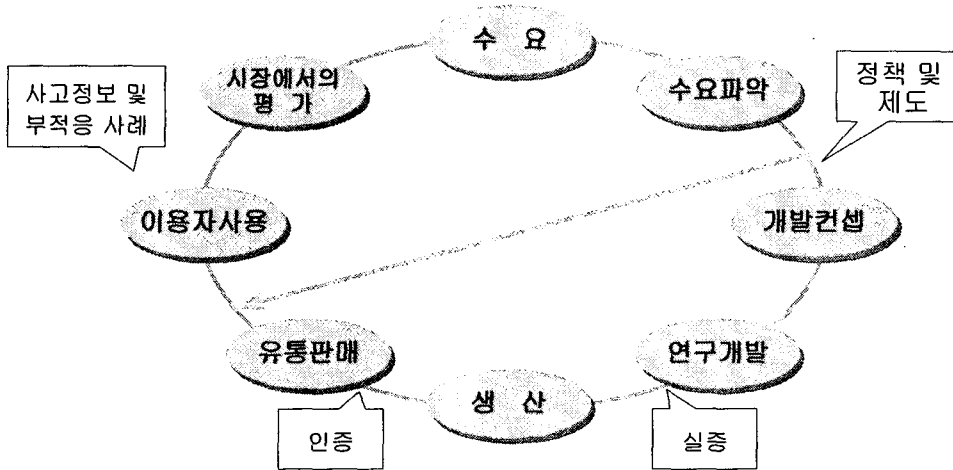 수 요
시장에서의
평 가
수요파악
정책 및
제도
사고정보 및
부적응 사례
이용자사용
개발컨셉
유통판매
연구개발
생 산
인증
실증